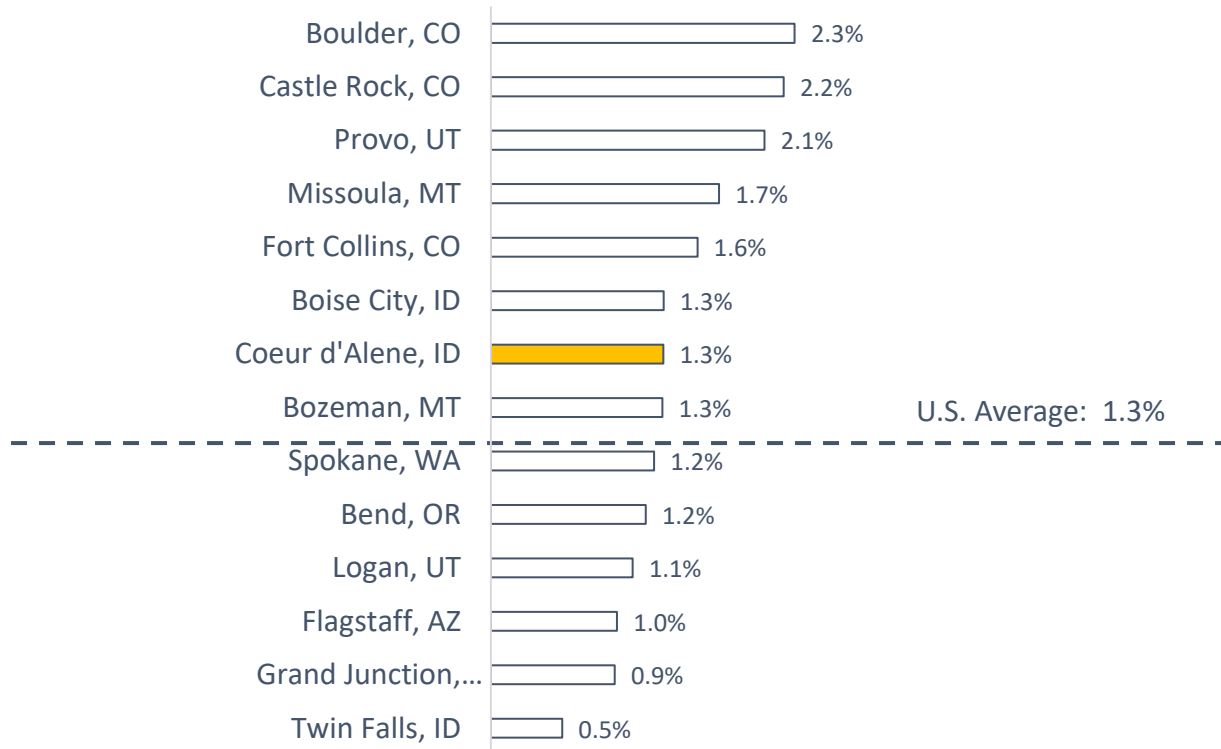 Boulder, CO 2.3%
Castle Rock, CO 2.2%
Provo, UT 2.1%
Missoula, MT 1.7%
Fort Collins, CO 1.6%
Boise City, ID 1.3%
Coeur d'Alene, ID 1.3%
Bozeman, MT 1.3%
U.S. Average: 1.3%
Spokane, WA 1.2%
Bend, OR 1.2%
Logan, UT 1.1%
Flagstaff, AZ 1.0%
Grand Junction,... 0.9%
Twin Falls, ID 0.5%